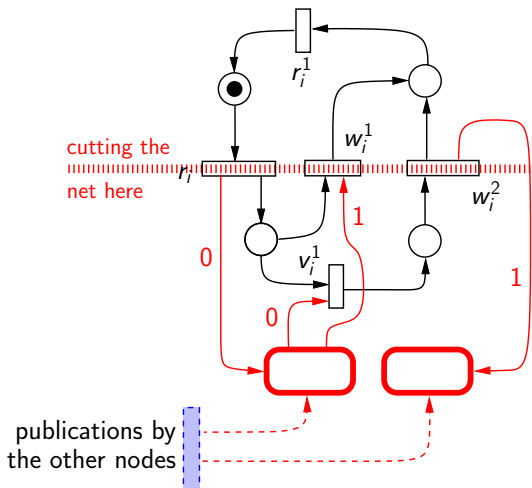 r_i^1
cutting the
w_i^1
r_i
net here
w_i^2
1
0
v_i^1
1
0
publications by
the other nodes